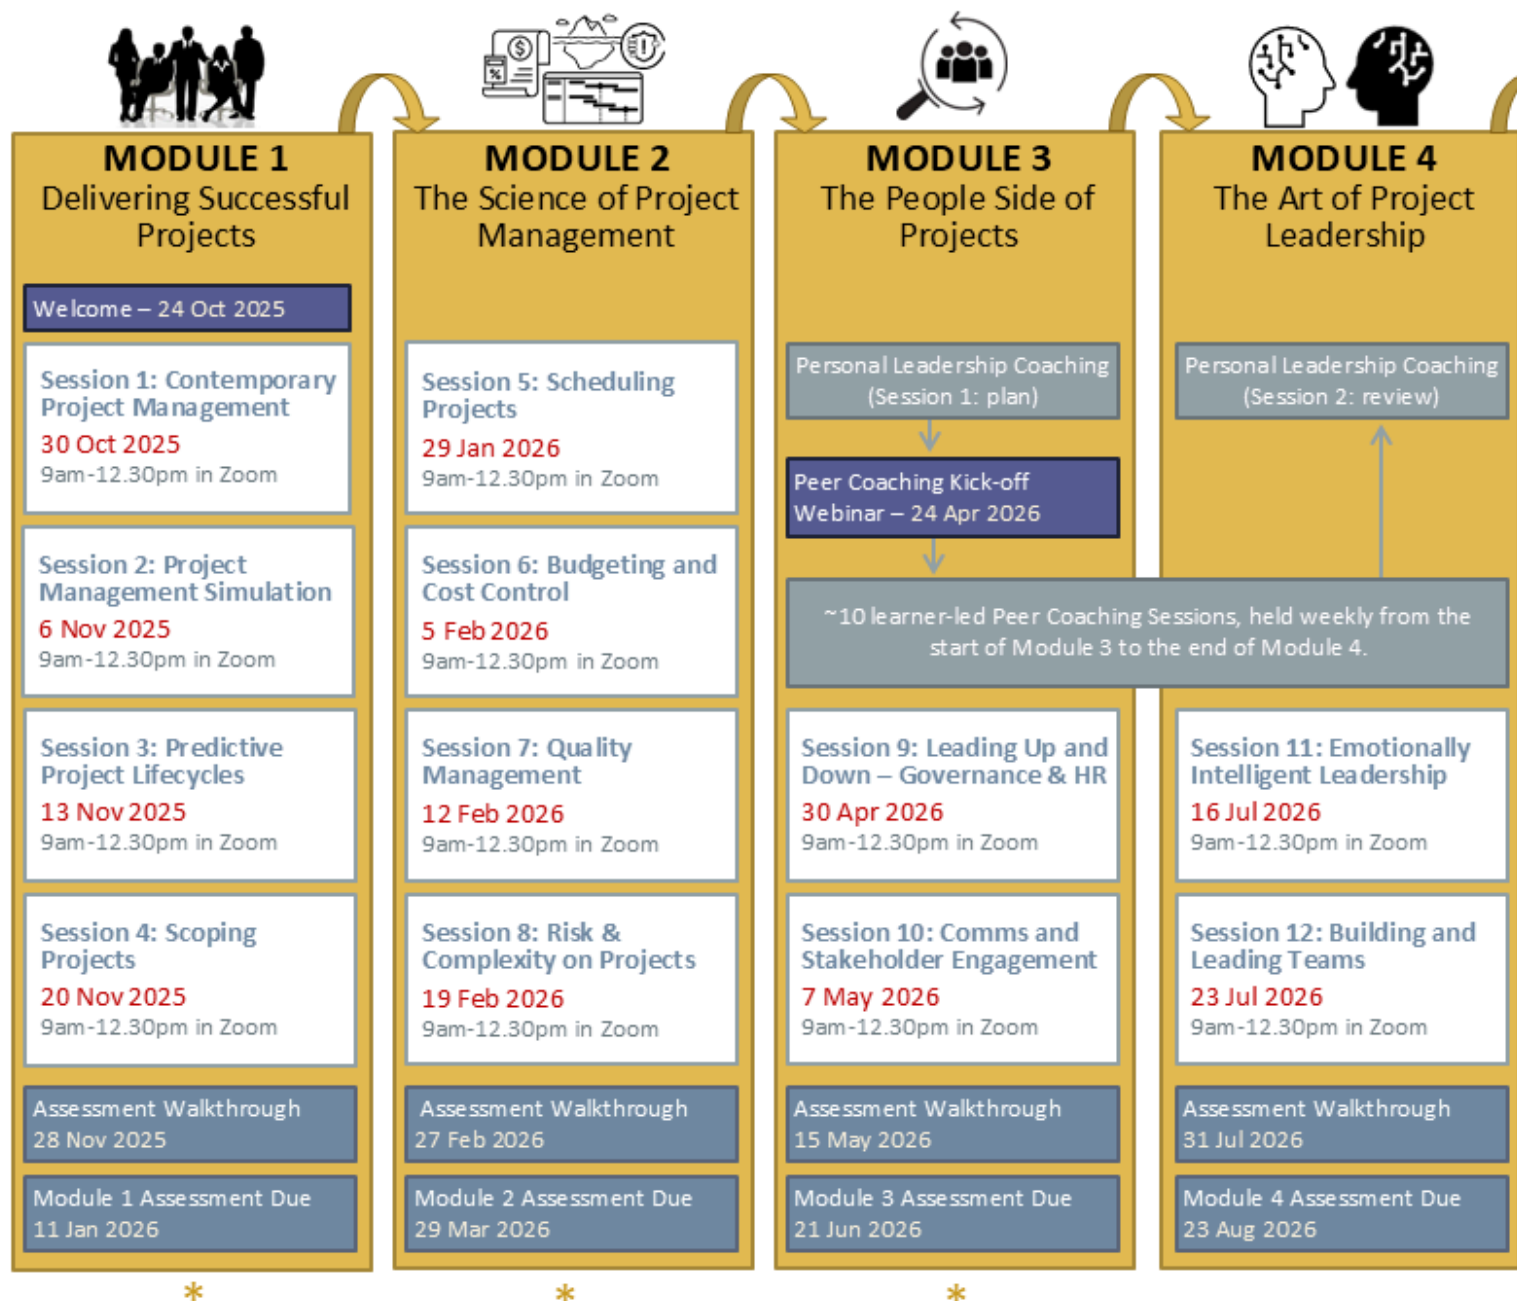 MODULE 1
Delivering Successful
Projects
Welcome – 24 Oct 2025
Session 1: Contemporary
Project Management
30 Oct 2025
9am-12.30pm in Zoom
Session 2: Project
Management Simulation
6 Nov 2025
9am-12.30pm in Zoom
Session 3: Predictive
Project Lifecycles
13 Nov 2025
9am-12.30pm in Zoom
Session 4: Scoping
Projects
20 Nov 2025
9am-12.30pm in Zoom
Assessment Walkthrough
28 Nov 2025
Module 1 Assessment Due
11 Jan 2026
*
$
%
MODULE 2
The Science of Project
Management
Session 5: Scheduling
Projects
29 Jan 2026
9am-12.30pm in Zoom
Session 6: Budgeting and
Cost Control
5 Feb 2026
9am-12.30pm in Zoom
Session 7: Quality
Management
12 Feb 2026
9am-12.30pm in Zoom
Session 8: Risk &
Complexity on Projects
19 Feb 2026
9am-12.30pm in Zoom
Assessment Walkthrough
27 Feb 2026
Module 2 Assessment Due
29 Mar 2026
*
MODULE 3
The People Side of
Projects
Personal Leadership Coaching
(Session 1: plan)
Peer Coaching Kick-off
Webinar – 24 Apr 2026
~10 learner-led Peer Coaching Sessions, held weekly from the
start of Module 3 to the end of Module 4.
Session 9: Leading Up and
Down – Governance & HR
30 Apr 2026
9am-12.30pm in Zoom
Session 10: Comms and
Stakeholder Engagement
7 May 2026
9am-12.30pm in Zoom
Assessment Walkthrough
15 May 2026
Module 3 Assessment Due
21 Jun 2026
*
MODULE 4
The Art of Project
Leadership
Personal Leadership Coaching
(Session 2: review)
Session 11: Emotionally
Intelligent Leadership
16 Jul 2026
9am-12.30pm in Zoom
Session 12: Building and
Leading Teams
23 Jul 2026
9am-12.30pm in Zoom
Assessment Walkthrough
31 Jul 2026
Module 4 Assessment Due
23 Aug 2026